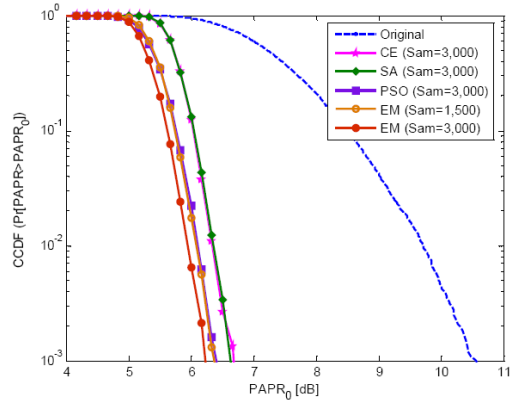 10^0
10^-1
10^-2
10^-3
CCDF (Pr[PAPR>PAPR_0])
4 5 6 7 8 9 10 11
PAPR_0 [dB]
Original
CE (Sam=3,000)
SA (Sam=3,000)
PSO (Sam=3,000)
EM (Sam=1,500)
EM (Sam=3,000)